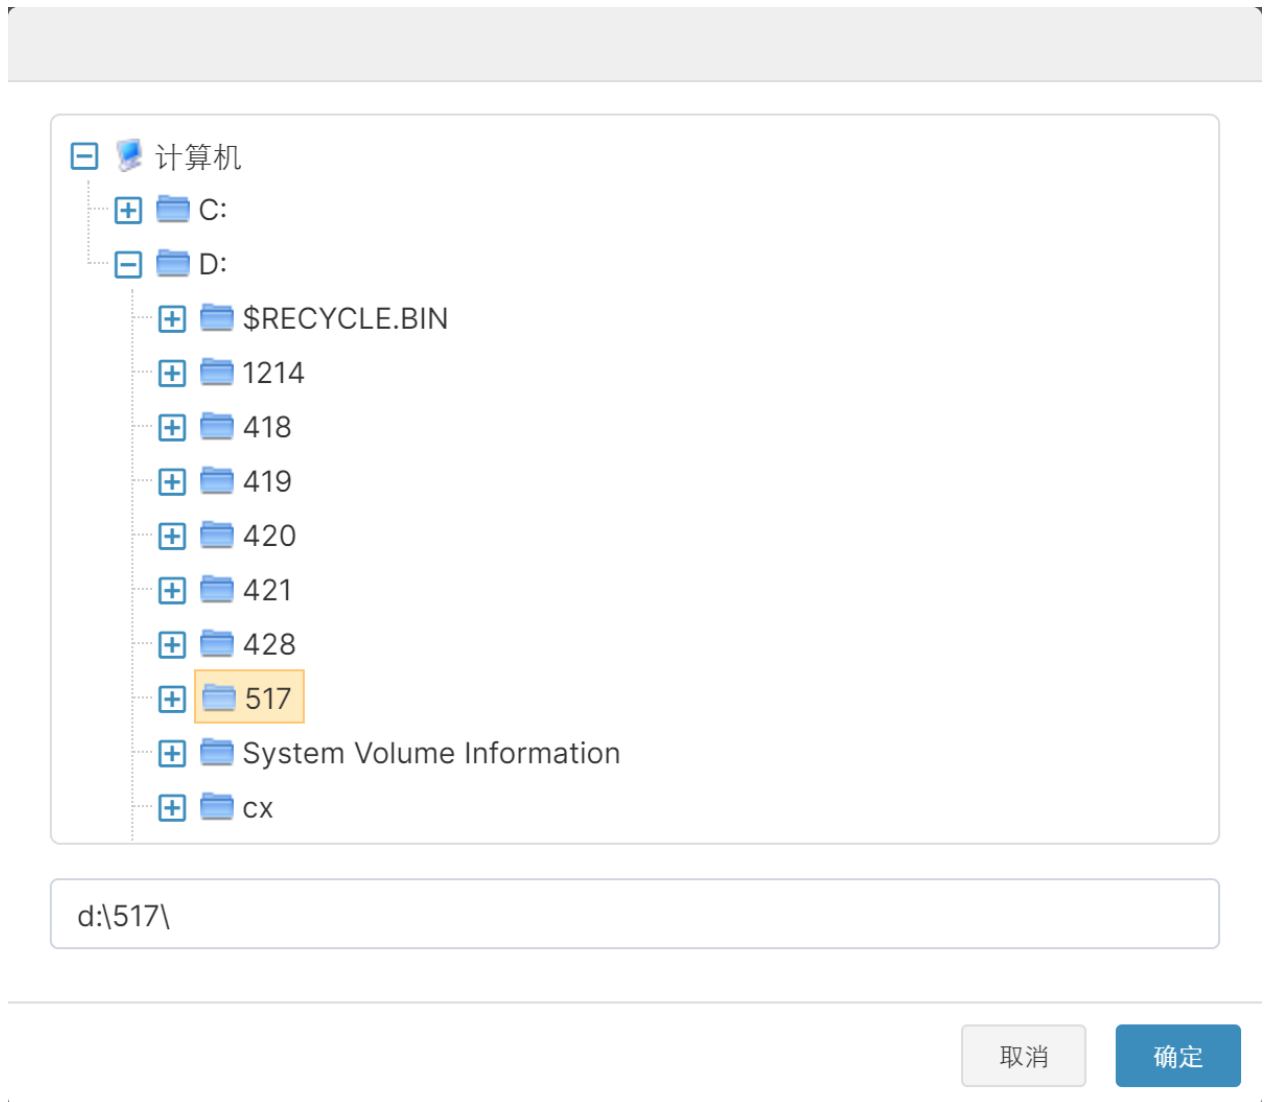 计算机
C:
D:
$RECYCLE.BIN
1214
418
419
420
421
428
517
System Volume Information
cx
d:\517\
取消
确定